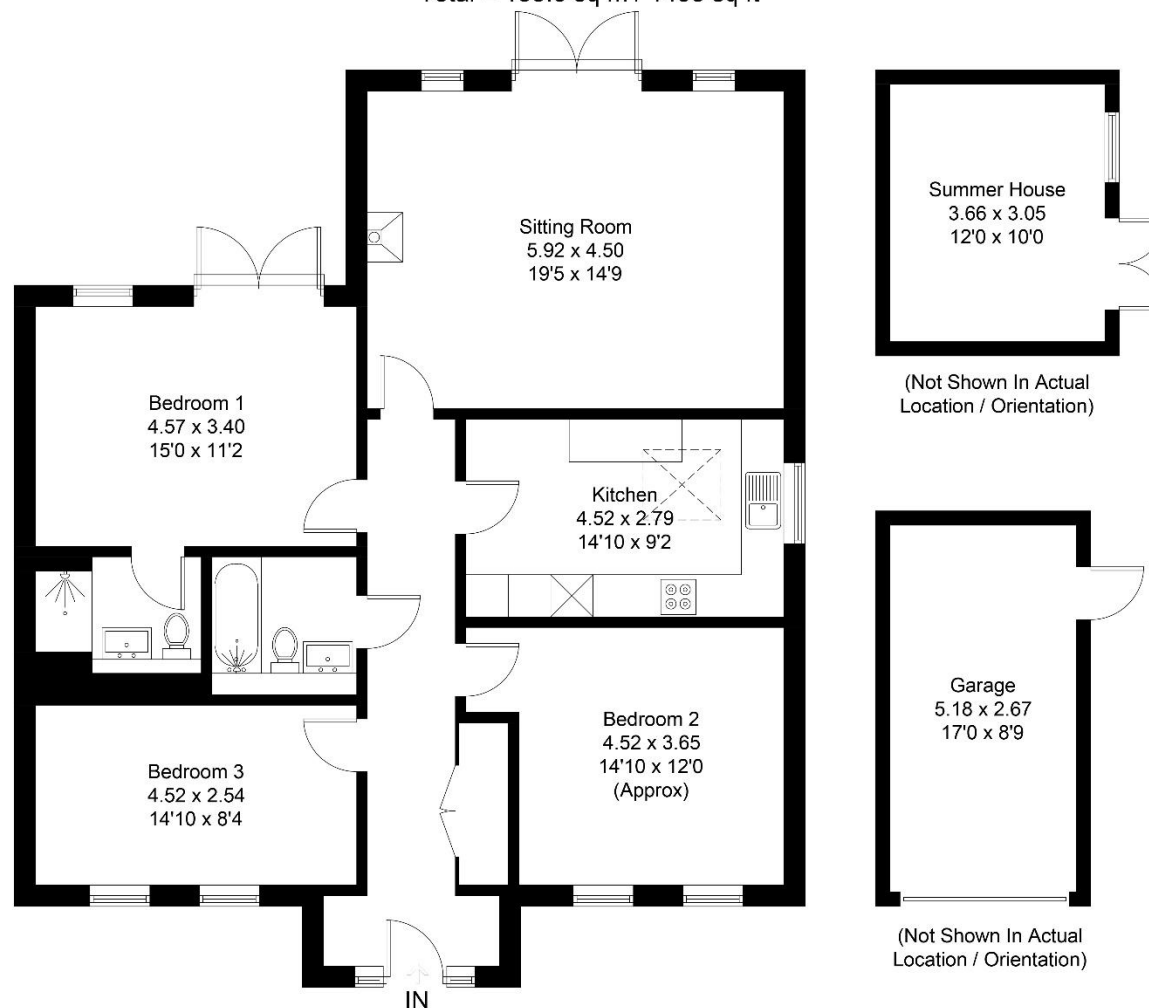 Sitting Room
5.92 x 4.50
19'5 x 14'9
Summer House
3.66 x 3.05
12'0 x 10'0
(Not Shown In Actual
Location / Orientation)
Bedroom 1
4.57 x 3.40
15'0 x 11'2
Kitchen
4.52 x 2.79
14'10 x 9'2
Bedroom 2
4.52 x 3.65
14'10 x 12'0
(Approx)
Bedroom 3
4.52 x 2.54
14'10 x 8'4
Garage
5.18 x 2.67
17'0 x 8'9
(Not Shown In Actual
Location / Orientation)
IN